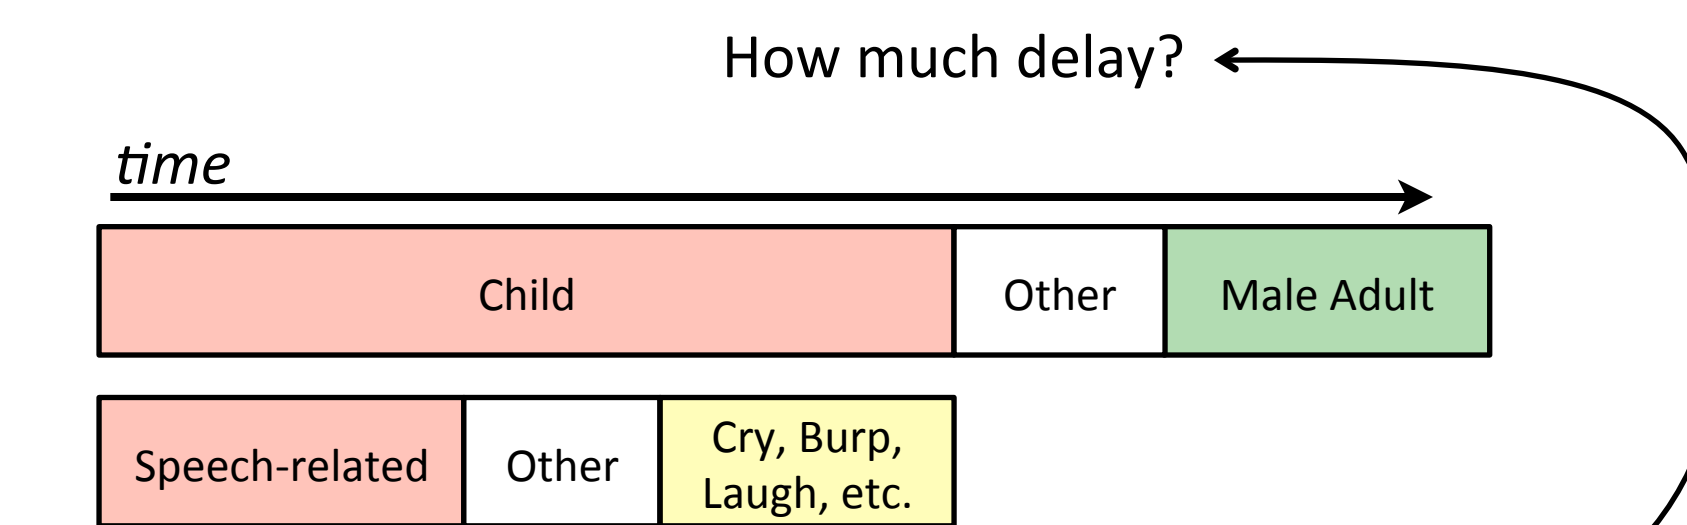 How much delay?
time
Child
Other
Male Adult
Speech-related
Other
Cry, Burp,
Laugh, etc.